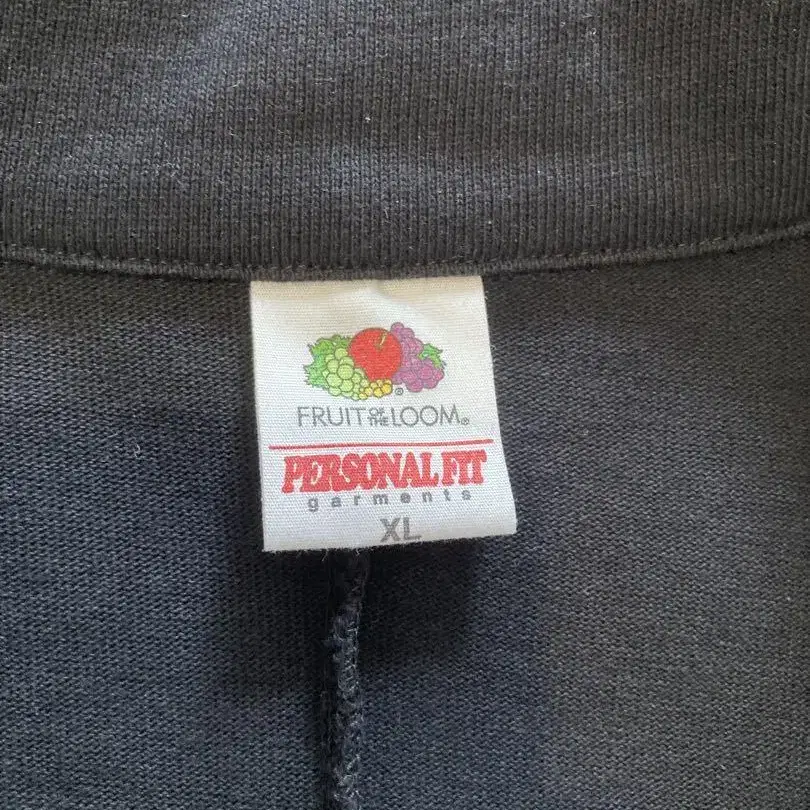 FRUIT OF THE LOOM®
PERSONAL FIT
garments
XL